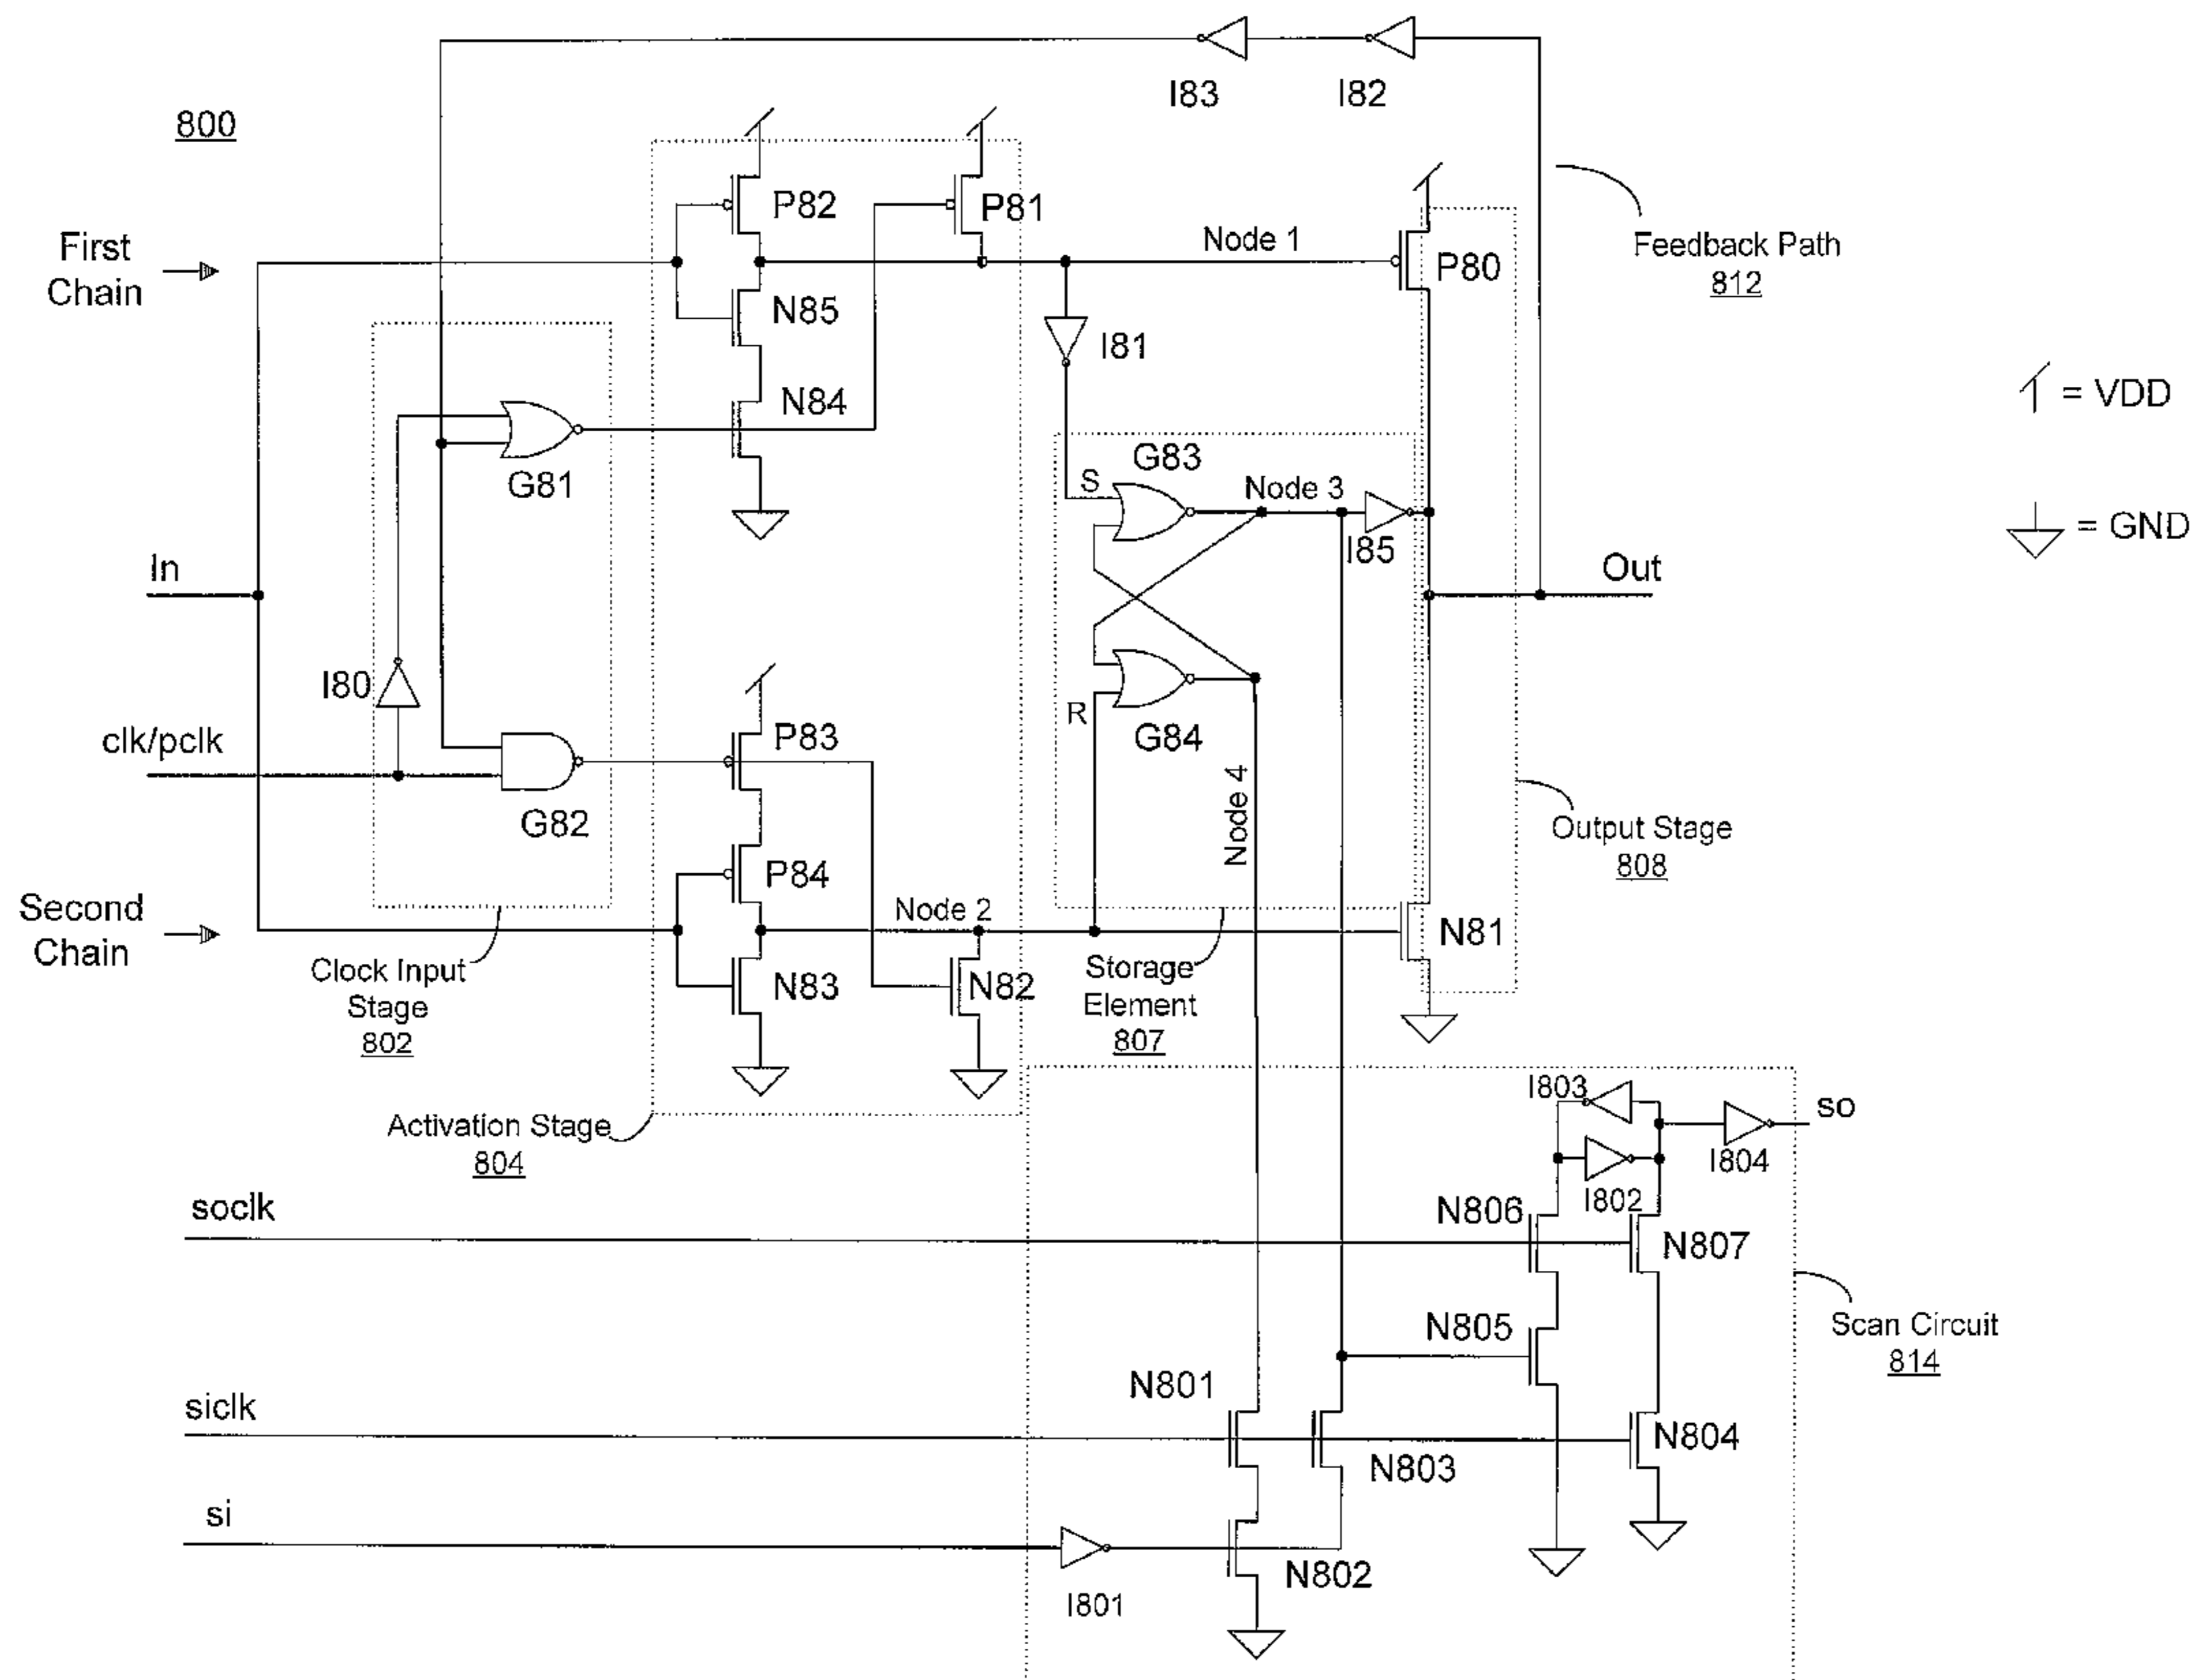 I83
I82
800
P82
P81
First
Chain
Node 1
P80
Feedback Path
812
N85
I81
N84
= VDD
G81
G83
S
Node 3
I85
= GND
In
Out
I80
clk/pclk
R
G84
P83
Node 4
G82
Output Stage
808
P84
Second
Chain
Node 2
N81
Clock Input
Stage
802
N83
N82
Storage
Element
807
Activation Stage
804
I803
so
I804
I802
soclk
N806
N807
N805
Scan Circuit
814
N801
siclk
N804
N803
si
N802
I801